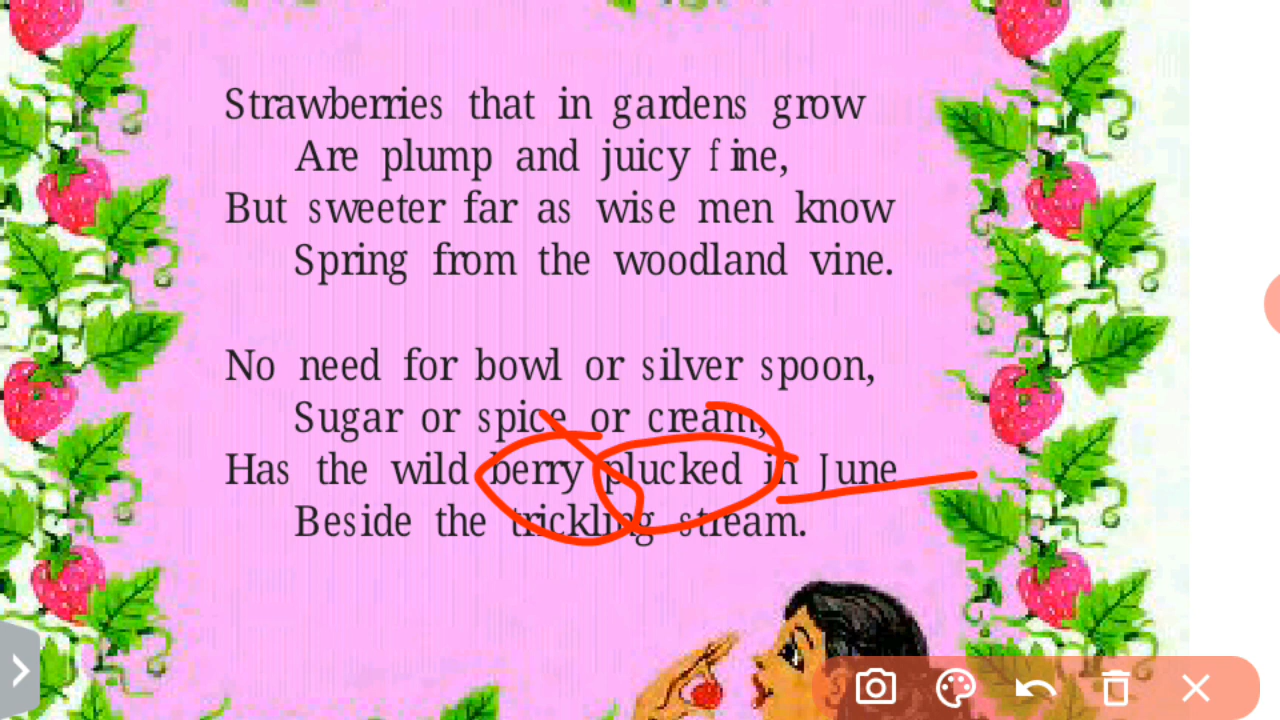 Strawberries that in gardens grow
Are plump and juicy fine,
But sweeter far as wise men know
Spring from the woodland vine.
No need for bowl or silver spoon,
Sugar or spice or cream,
Has the wild berry plucked in June
Beside the trickling stream.